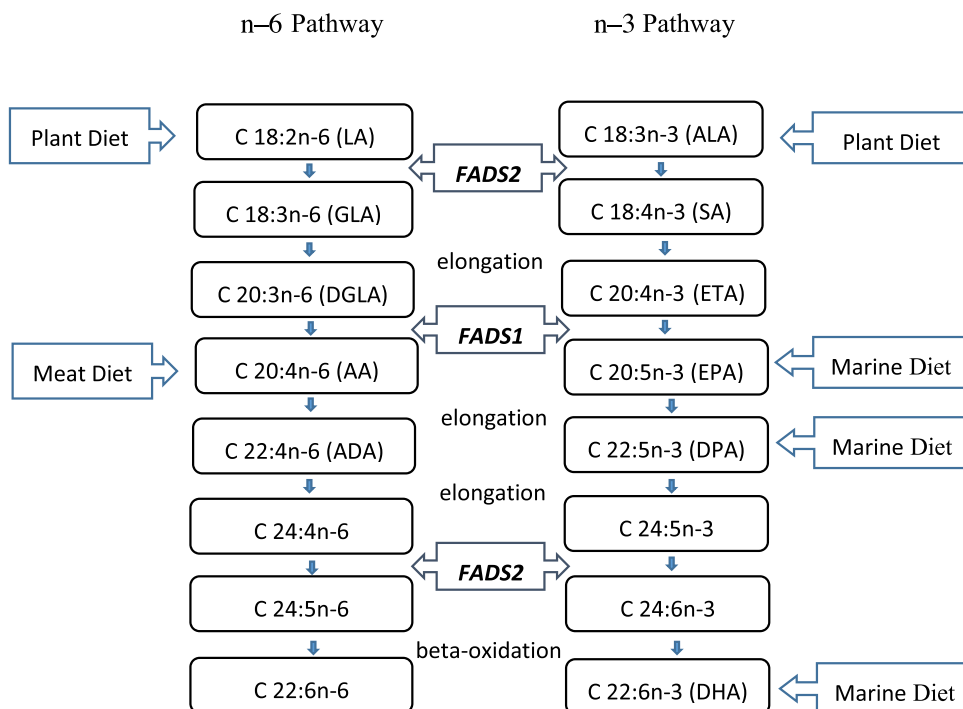 n–6 Pathway
n–3 Pathway
Plant Diet
C 18:2n-6 (LA)
C 18:3n-3 (ALA)
Plant Diet
FADS2
C 18:3n-6 (GLA)
C 18:4n-3 (SA)
elongation
C 20:3n-6 (DGLA)
C 20:4n-3 (ETA)
FADS1
Meat Diet
C 20:4n-6 (AA)
C 20:5n-3 (EPA)
Marine Diet
elongation
C 22:4n-6 (ADA)
C 22:5n-3 (DPA)
Marine Diet
elongation
C 24:4n-6
C 24:5n-3
FADS2
C 24:5n-6
C 24:6n-3
beta-oxidation
C 22:6n-6
C 22:6n-3 (DHA)
Marine Diet